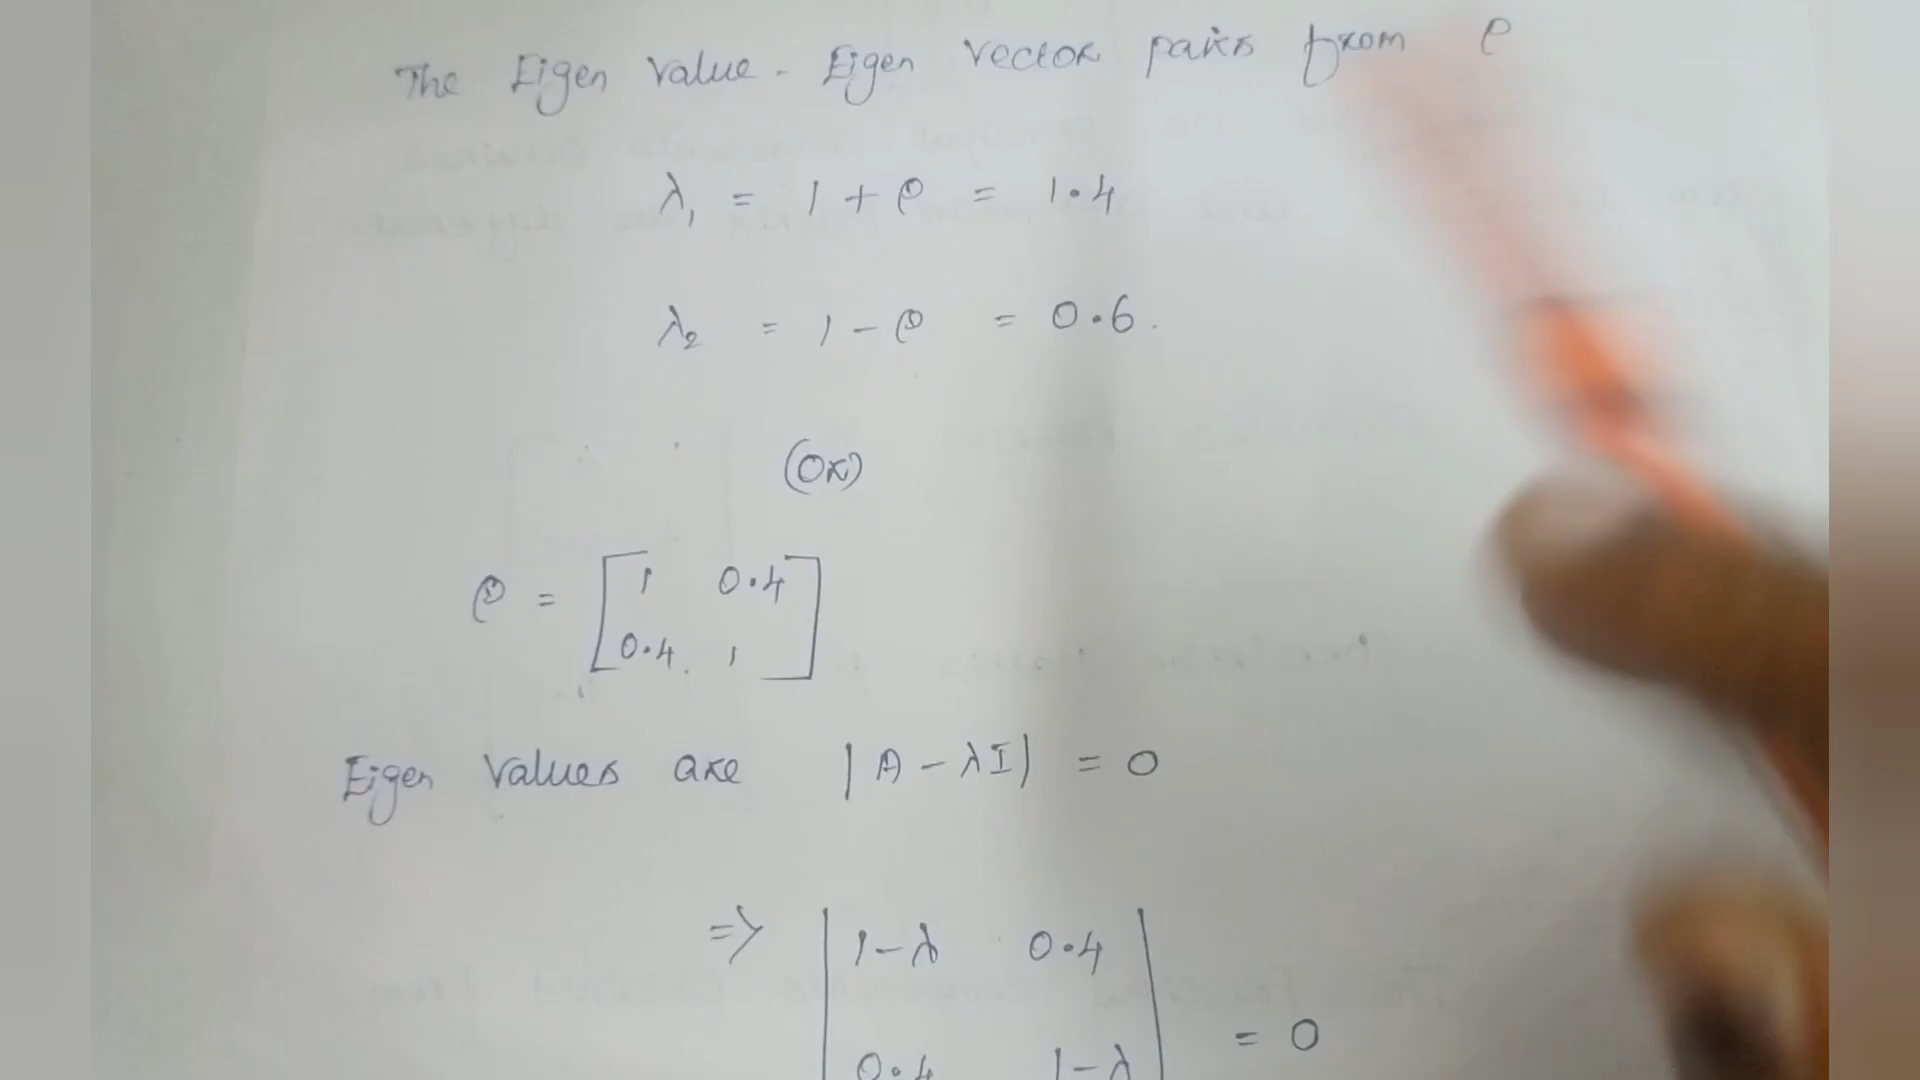 The Eigen Value - Eigen Vector pairs from ρ
λ₁ = 1 + ρ = 1.4
λ₂ = 1 - ρ = 0.6.
(OR)
ρ = [1 0.4
0.4 1]
Eigen Values are |A - λI| = 0
=> |1-λ 0.4
0.4 1-λ| = 0